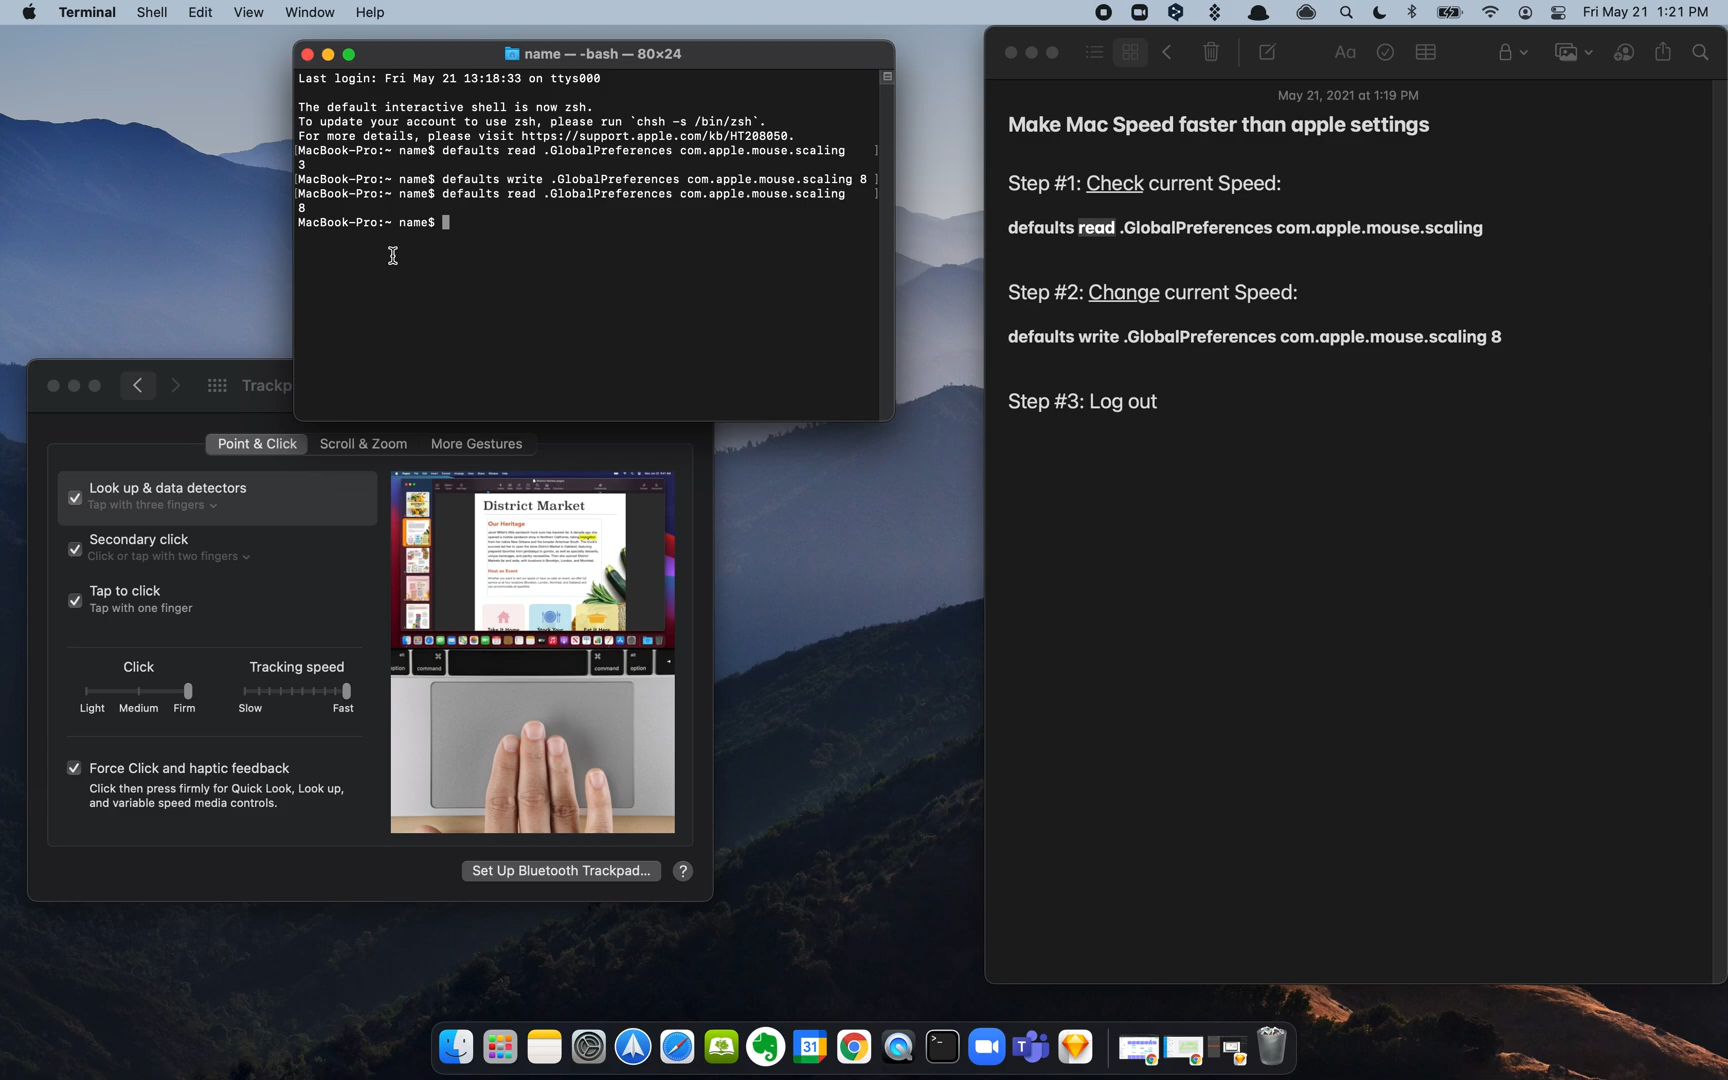 Terminal Shell Edit View Window Help
Fri May 21 1:21 PM
name — -bash — 80×24
Last login: Fri May 21 13:18:33 on ttys000
The default interactive shell is now zsh.
To update your account to use zsh, please run `chsh -s /bin/zsh`.
For more details, please visit https://support.apple.com/kb/HT208050.
[MacBook-Pro:~ name$ defaults read .GlobalPreferences com.apple.mouse.scaling ]
3
[MacBook-Pro:~ name$ defaults write .GlobalPreferences com.apple.mouse.scaling 8 ]
[MacBook-Pro:~ name$ defaults read .GlobalPreferences com.apple.mouse.scaling ]
8
MacBook-Pro:~ name$
Trackp
Point & Click Scroll & Zoom More Gestures
Look up & data detectors
Tap with three fingers
Secondary click
Click or tap with two fingers
Tap to click
Tap with one finger
Click Tracking speed
Light Medium Firm Slow Fast
Force Click and haptic feedback
Click then press firmly for Quick Look, Look up,
and variable speed media controls.
District Market
Our Heritage
Host an Event
command command option
Set Up Bluetooth Trackpad... ?
Aa
May 21, 2021 at 1:19 PM
Make Mac Speed faster than apple settings
Step #1: Check current Speed:
defaults read .GlobalPreferences com.apple.mouse.scaling
Step #2: Change current Speed:
defaults write .GlobalPreferences com.apple.mouse.scaling 8
Step #3: Log out
31